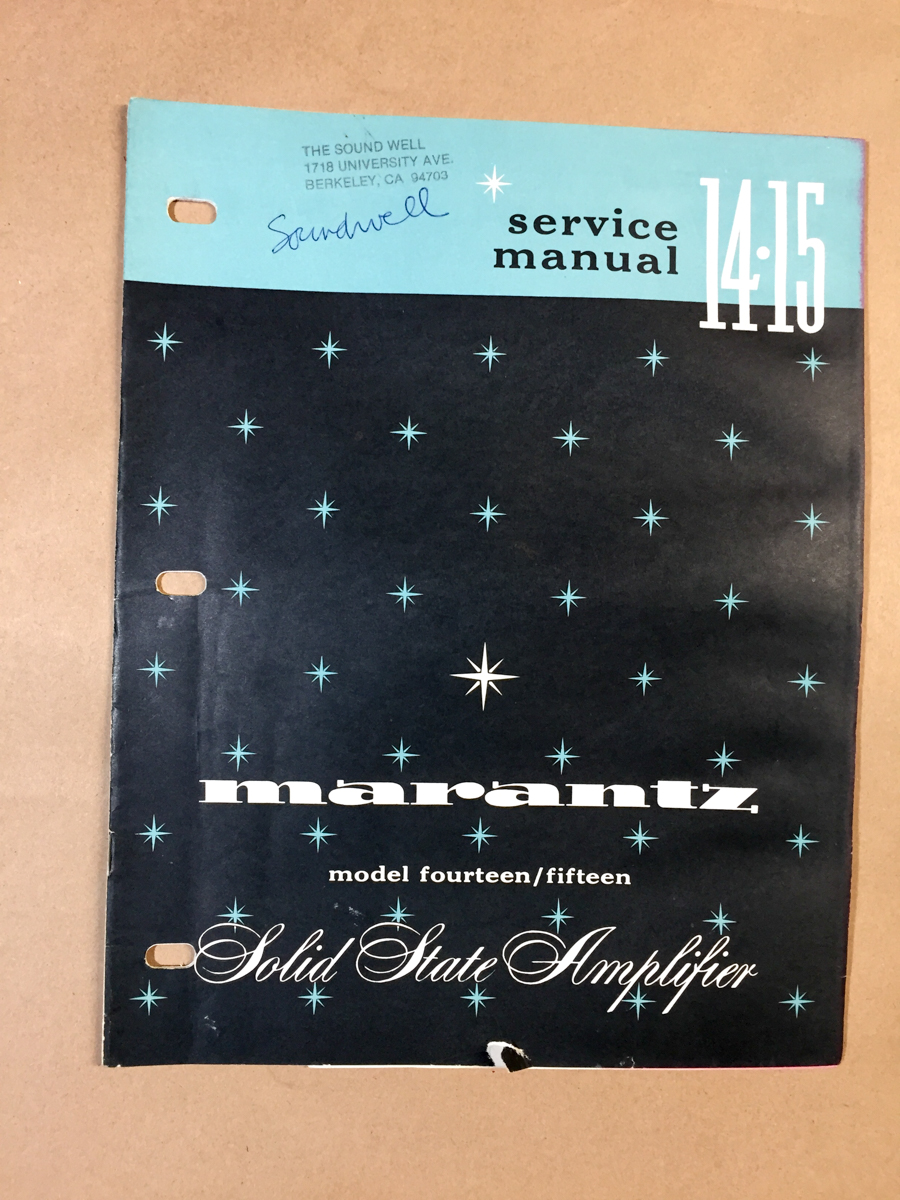 THE SOUND WELL
1718 UNIVERSITY AVE.
BERKELEY, CA 94703
Soundwell
service
manual
14·15
marantz
model fourteen/fifteen
Solid State Amplifier